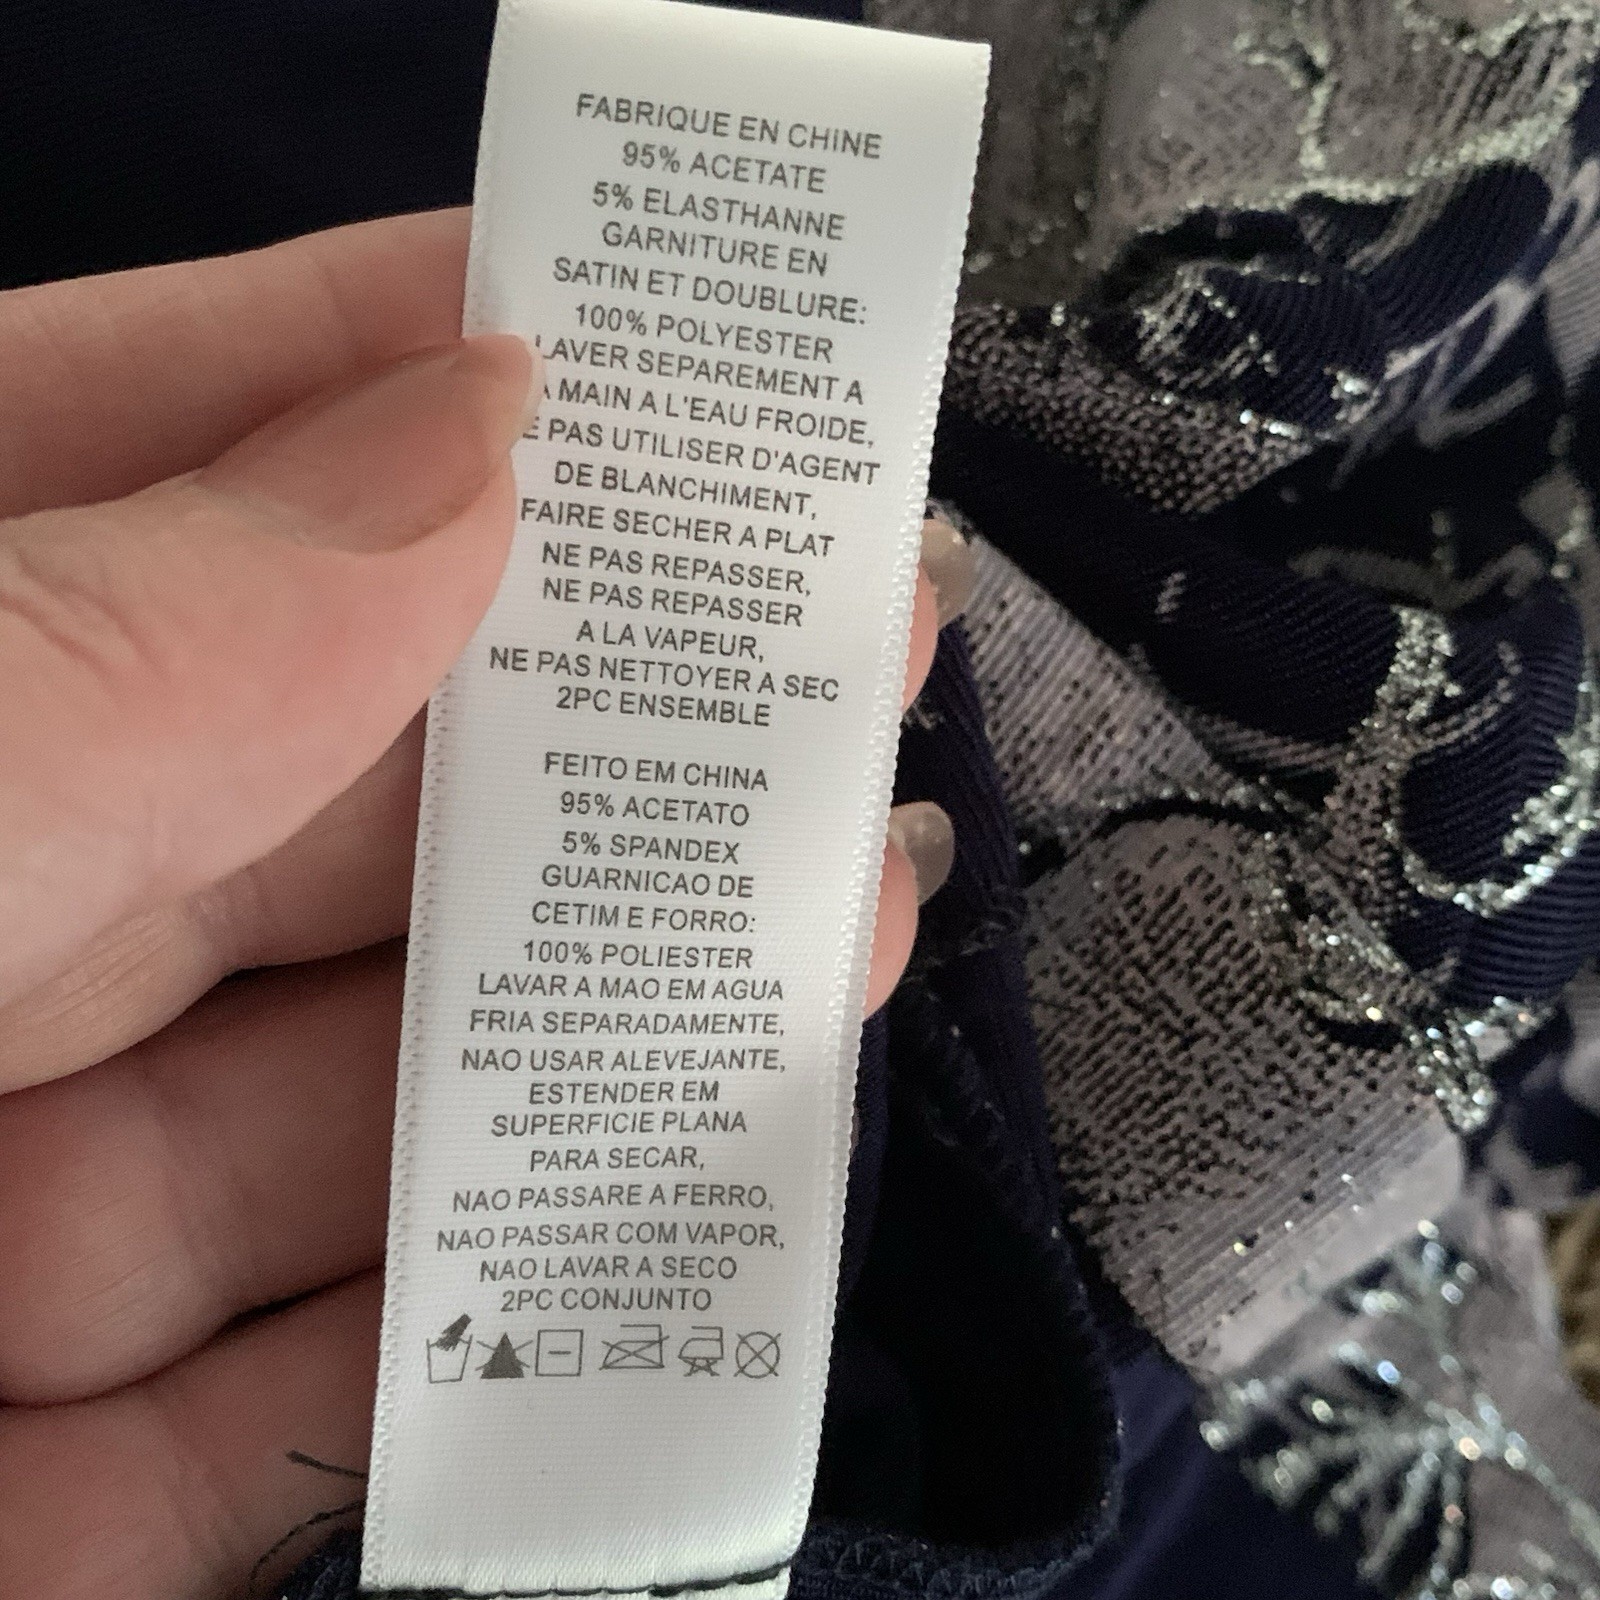 FABRIQUE EN CHINE
95% ACETATE
5% ELASTHANNE
GARNITURE EN
SATIN ET DOUBLURE:
100% POLYESTER
LAVER SEPAREMENT A
A MAIN A L'EAU FROIDE,
E PAS UTILISER D'AGENT
DE BLANCHIMENT,
FAIRE SECHER A PLAT
NE PAS REPASSER,
NE PAS REPASSER
A LA VAPEUR,
NE PAS NETTOYER A SEC
2PC ENSEMBLE
FEITO EM CHINA
95% ACETATO
5% SPANDEX
GUARNICAO DE
CETIM E FORRO:
100% POLIESTER
LAVAR A MAO EM AGUA
FRIA SEPARADAMENTE,
NAO USAR ALEVEJANTE,
ESTENDER EM
SUPERFICIE PLANA
PARA SECAR,
NAO PASSARE A FERRO,
NAO PASSAR COM VAPOR,
NAO LAVAR A SECO
2PC CONJUNTO